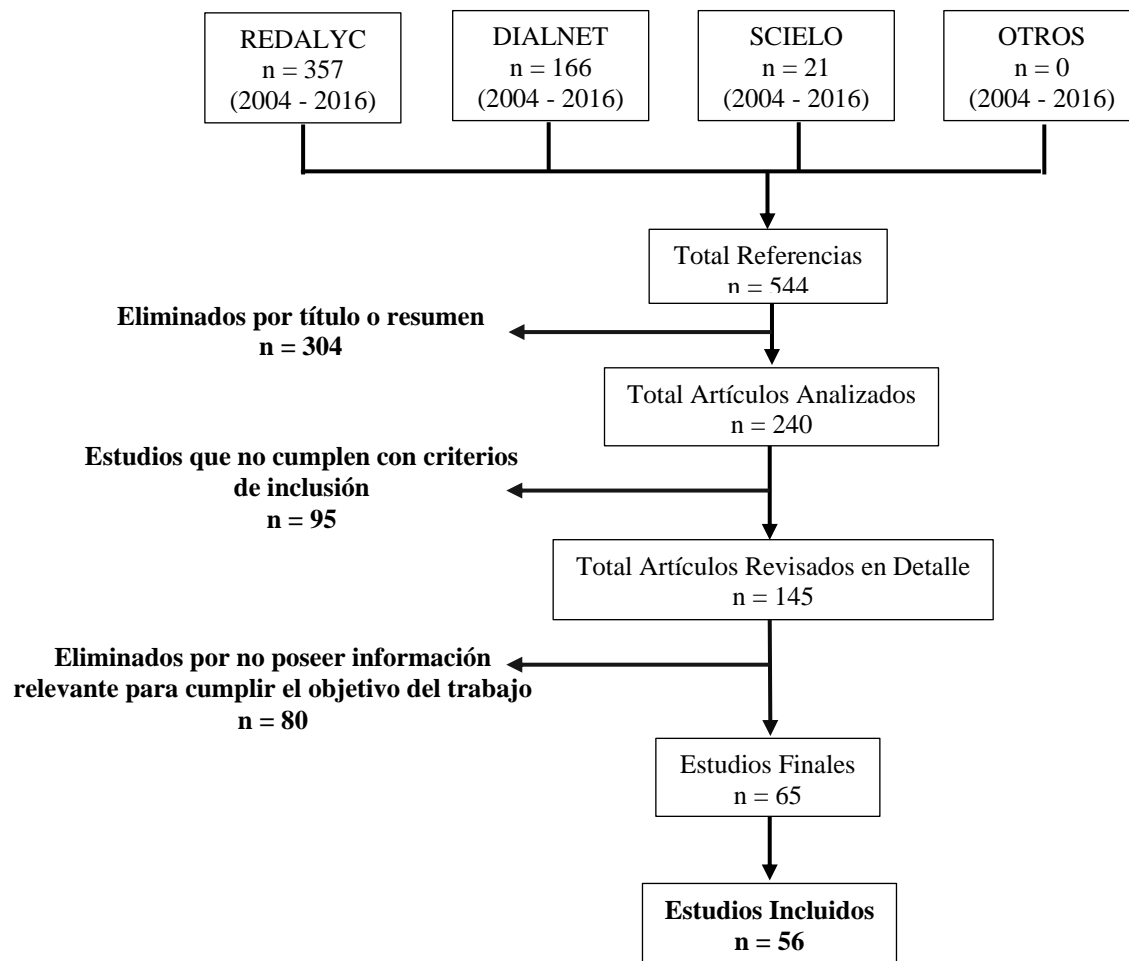 REDALYC
n = 357
(2004 - 2016)
DIALNET
n = 166
(2004 - 2016)
SCIELO
n = 21
(2004 - 2016)
OTROS
n = 0
(2004 - 2016)
Total Referencias
n = 544
Eliminados por título o resumen
n = 304
Total Artículos Analizados
n = 240
Estudios que no cumplen con criterios
de inclusión
n = 95
Total Artículos Revisados en Detalle
n = 145
Eliminados por no poseer información
relevante para cumplir el objetivo del trabajo
n = 80
Estudios Finales
n = 65
Estudios Incluidos
n = 56